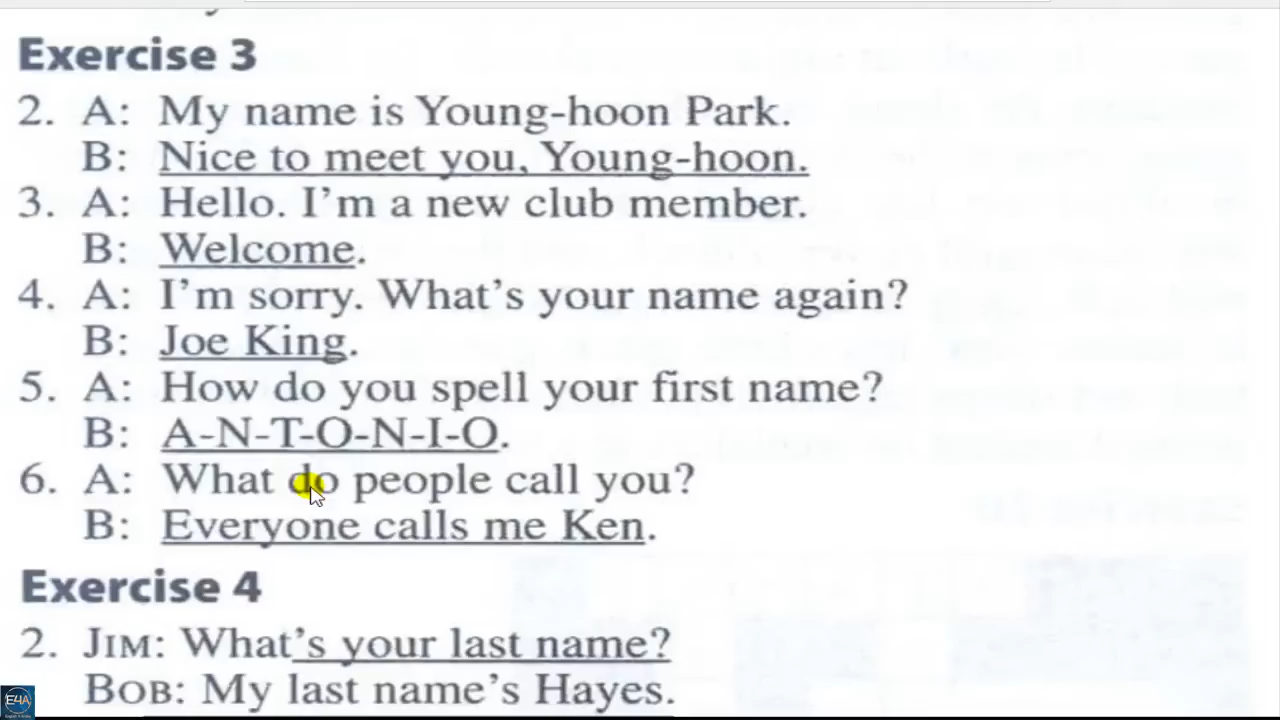 Exercise 3
2. A: My name is Young-hoon Park.
B: Nice to meet you, Young-hoon.
3. A: Hello. I'm a new club member.
B: Welcome.
4. A: I'm sorry. What's your name again?
B: Joe King.
5. A: How do you spell your first name?
B: A-N-T-O-N-I-O.
6. A: What do people call you?
B: Everyone calls me Ken.
Exercise 4
2. JIM: What's your last name?
BOB: My last name's Hayes.
E4A